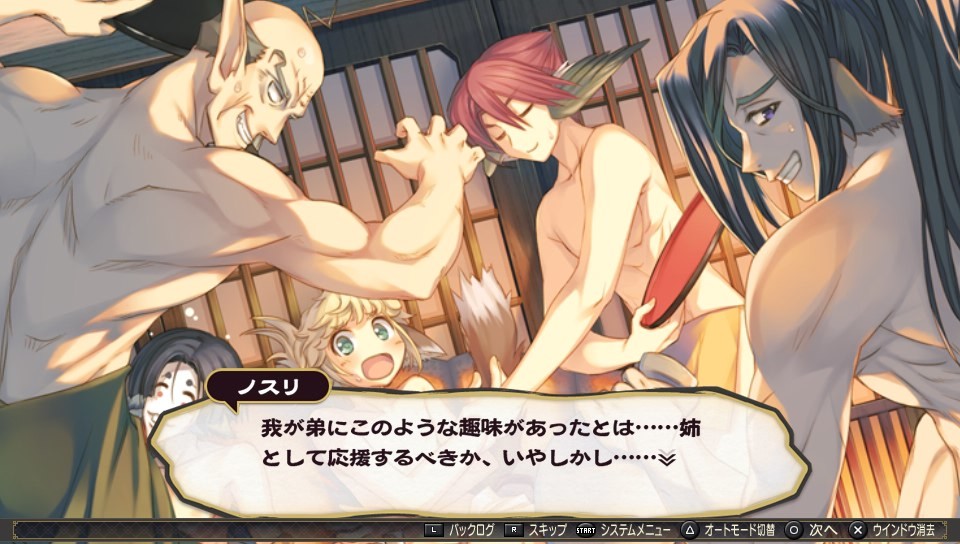 ノスリ
我が弟にこのような趣味があったとは……姉
として応援するべきか、いやしかし……
L バックログ R スキップ START システムメニュー △ オートモード切替 ○ 次へ × ウインドウ消去